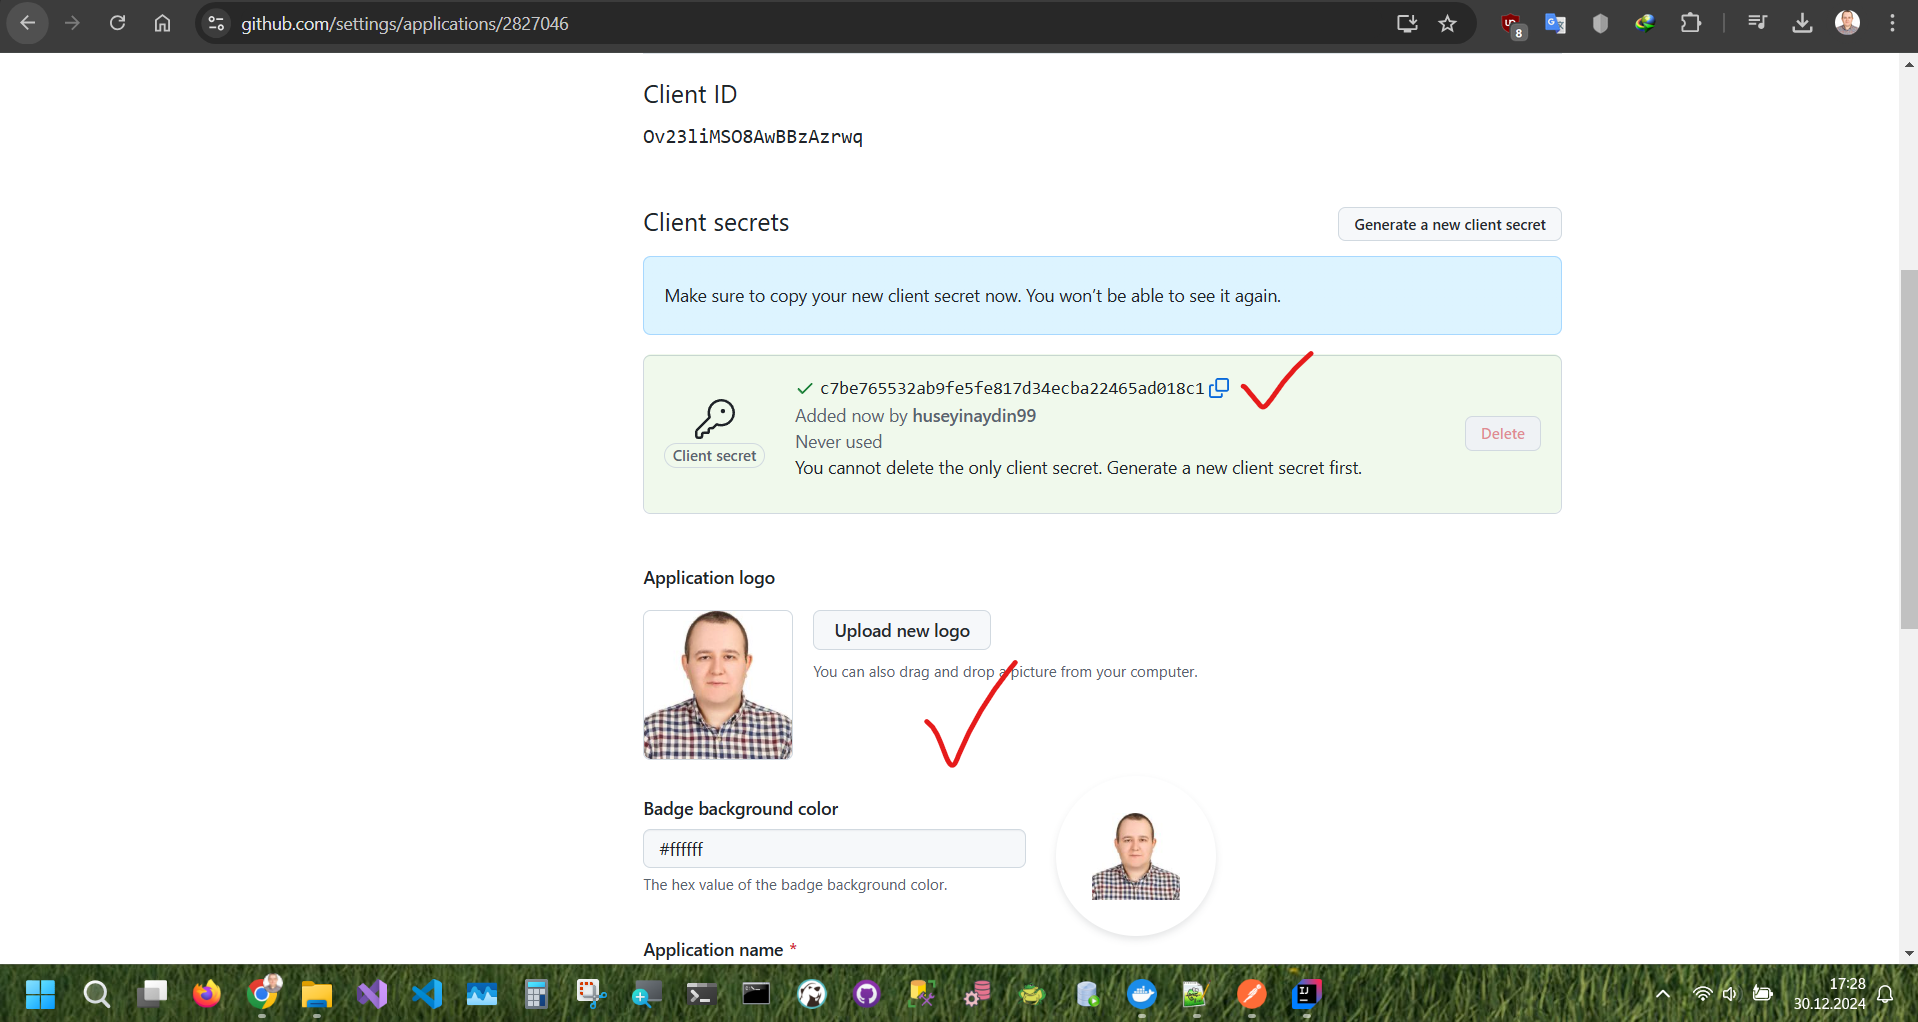 github.com/settings/applications/2827046
8
Client ID
Ov23liMSO8AwBBzAzrwq
Client secrets
Generate a new client secret
Make sure to copy your new client secret now. You won’t be able to see it again.
c7be765532ab9fe5fe817d34ecba22465ad018c1
Added now by huseyinaydin99
Never used
You cannot delete the only client secret. Generate a new client secret first.
Client secret
Delete
Application logo
Upload new logo
You can also drag and drop a picture from your computer.
Badge background color
#ffffff
The hex value of the badge background color.
Application name *
17:28
30.12.2024